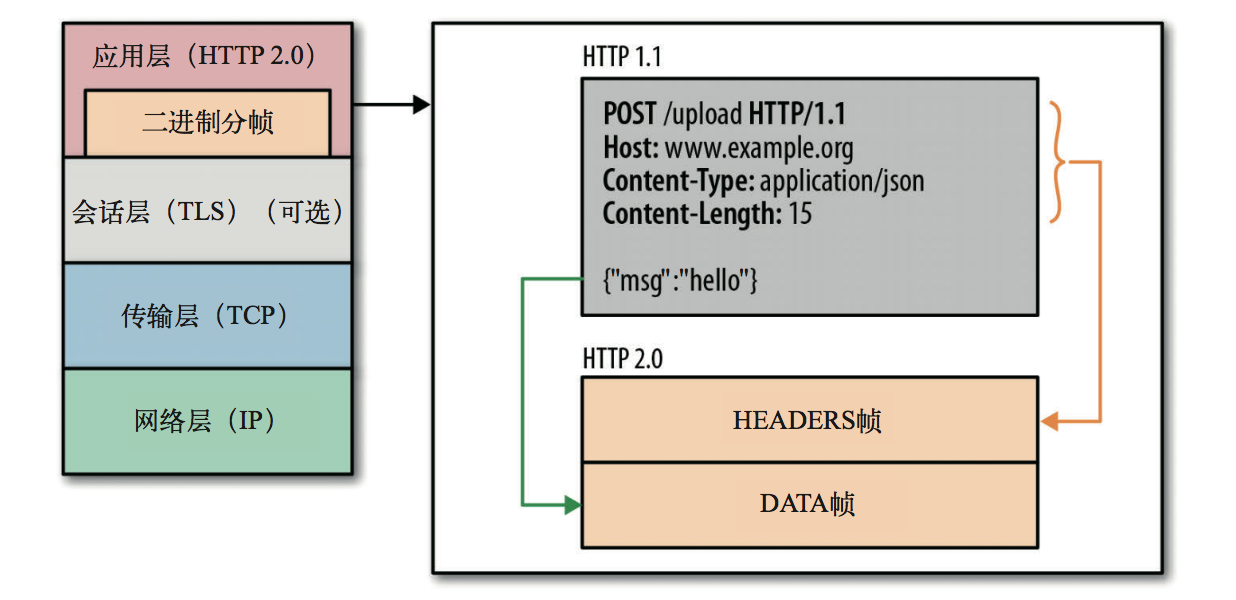 应用层（HTTP 2.0）
二进制分帧
会话层（TLS）（可选）
传输层（TCP）
网络层（IP）
HTTP 1.1
POST /upload HTTP/1.1
Host: www.example.org
Content-Type: application/json
Content-Length: 15
{"msg":"hello"}
HTTP 2.0
HEADERS帧
DATA帧